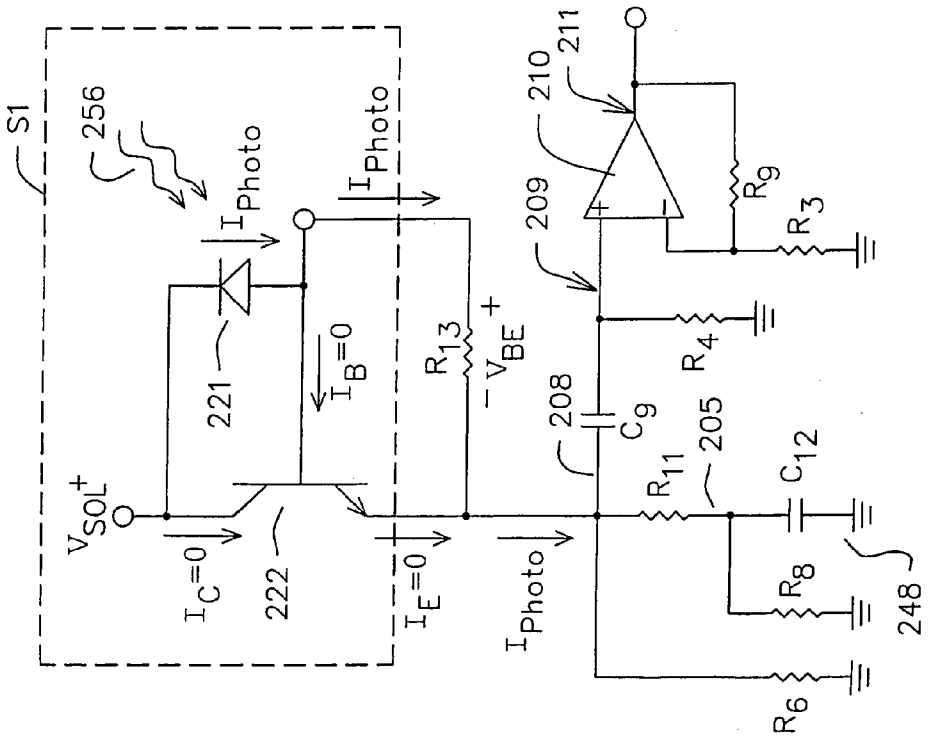 S1
256
V_SOL+
I_Photo
I_Photo
221
I_C=0
I_B=0
222
I_E=0
R_13
- V_BE +
I_Photo
208
209
210
211
C_9
R_9
R_11
R_4
R_3
205
C_12
R_8
R_6
248
+
-